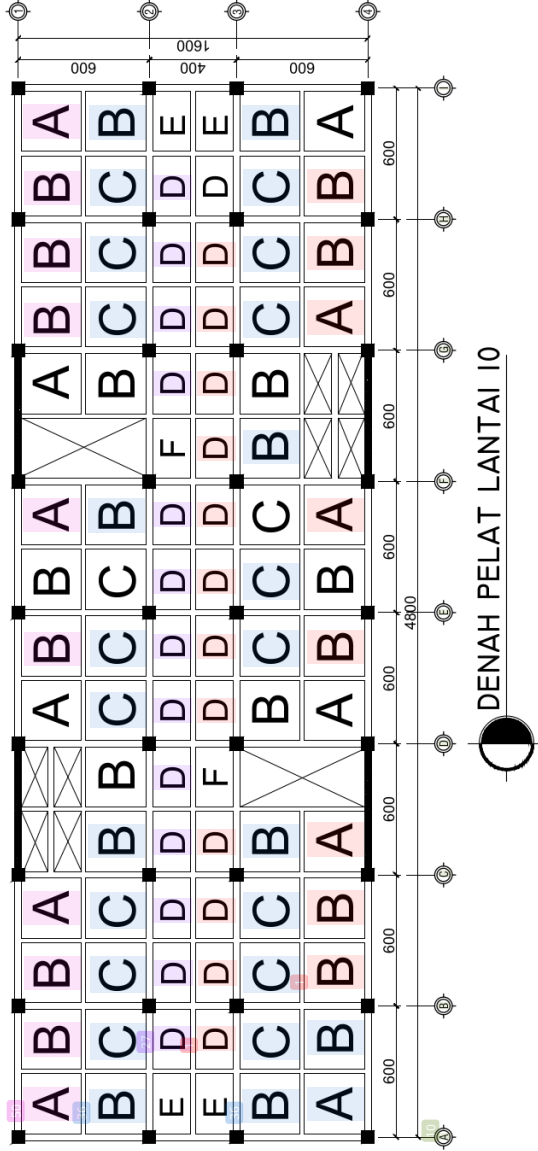 A B B A A B B A A B B B A
B C C C B B C C C B B C C C B
E D D D D D D D D D F D D D D E
E D D D D F D D D D D D D D D E
B C C C B B C C C B B C C C B
A B B B A A B B A A B B A
600 400 600
1600
1 2 3 4
27
600 600 600 600 600 600 600 600
4800
A B C D E F G H I
DENAH PELAT LANTAI 10